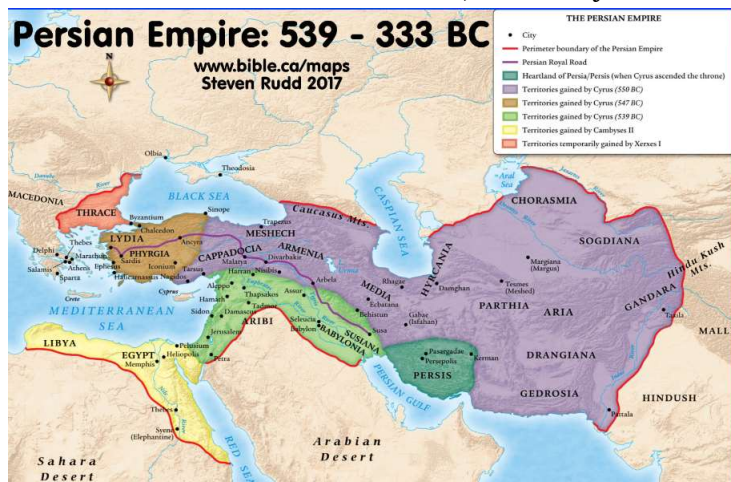 Persian Empire: 539 - 333 BC
www.bible.ca/maps
Steven Rudd 2017
THE PERSIAN EMPIRE
City
Perimeter boundary of the Persian Empire
Persian Royal Road
Heartland of Persia/Persis (when Cyrus ascended the throne)
Territories gained by Cyrus (550 BC)
Territories gained by Cyrus (547 BC)
Territories gained by Cyrus (539 BC)
Territories gained by Cambyses II
Territories temporarily gained by Xerxes I
N
Olbia
Theodosia
Danube
River
MACEDONIA
THRACE
BLACK SEA
Sinope
Byzantium
Chalcedon
Trapezus
Caucasus Mts.
CASPIAN SEA
Aral
Sea
Jaxartes
River
CHORASMIA
SOGDIANA
Hindu Kush
Mts.
GANDARA
Taxila
MALL
LYDIA
PHRYGIA
Ancyra
MESHECH
CAPPADOCIA
ARMENIA
Malatya
Divarbakir
Delphi
Thebes
Marathon
Athens
Salamis
Sparta
Ephesus
Sardis
Iconium
Halicarnassus
Tarsus
Harran
Nisibis
Arbela
Crete
Cyprus
Aleppo
Hamath
Thapsakos
Assur
Tadmor
Sidon
Damascus
MEDITERRANEAN
SEA
ARIBI
Jerusalem
Petra
Seleucia
Babylon
BABYLONIA
SUSIANA
Susa
MEDIA
Rhagae
Ecbatana
Behistun
Gabae
(Isfahan)
HYRCANIA
Damghan
Margiana
(Margus)
Tesmes
(Meshed)
PARTHIA
ARIA
DRANGIANA
GEDROSIA
HINDUSH
Pattala
Pasargadae
Persepolis
Kerman
PERSIS
PERSIAN GULF
LIBYA
EGYPT
Memphis
Pelusium
Heliopolis
Nile
River
Thebes
Syene
(Elephantine)
RED SEA
Sahara
Desert
Arabian
Desert